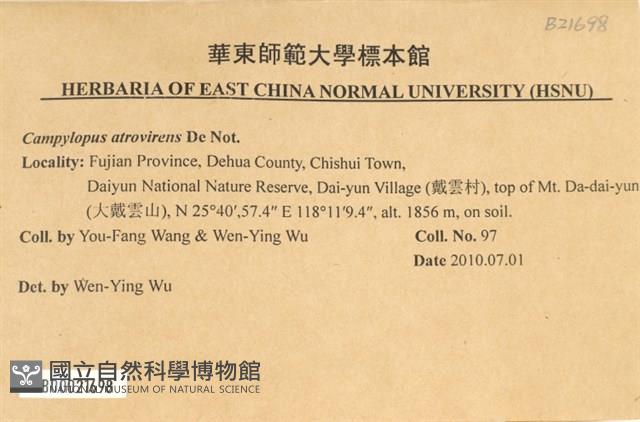 B21698
華東師範大學標本館
HERBARIA OF EAST CHINA NORMAL UNIVERSITY (HSNU)
Campylopus atrovirens De Not.
Locality: Fujian Province, Dehua County, Chishui Town,
Daiyun National Nature Reserve, Dai-yun Village (戴雲村), top of Mt. Da-dai-yun
(大戴雲山), N 25°40′,57.4″ E 118°11′9.4″, alt. 1856 m, on soil.
Coll. by You-Fang Wang & Wen-Ying Wu Coll. No. 97
Date 2010.07.01
Det. by Wen-Ying Wu
國立自然科學博物館
NATIONAL MUSEUM OF NATURAL SCIENCE